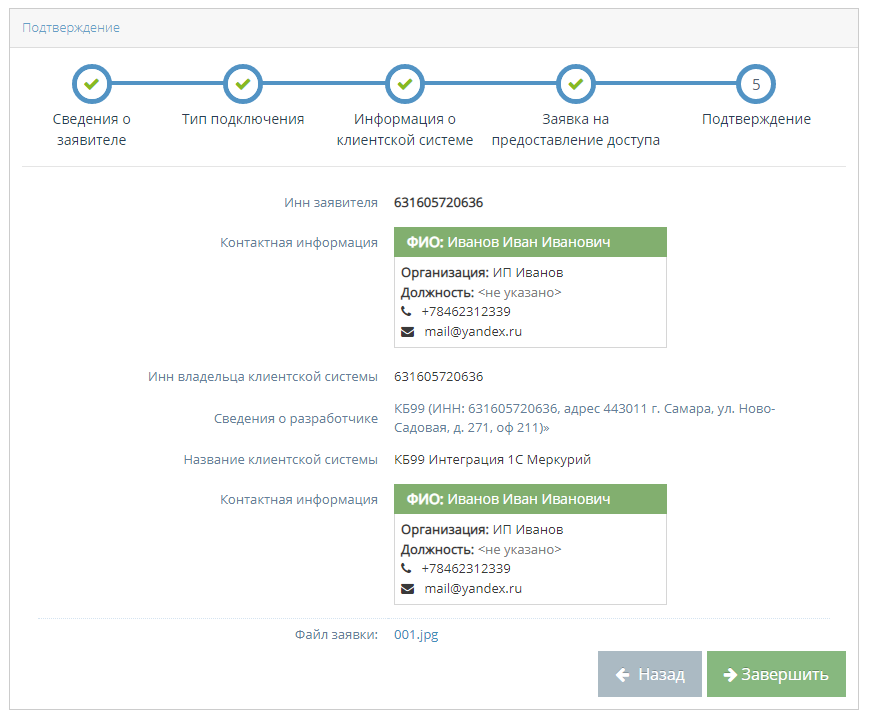 Подтверждение
5
Сведения о
заявителе
Тип подключения
Информация о
клиентской системе
Заявка на
предоставление доступа
Подтверждение
Инн заявителя 631605720636
Контактная информация ФИО: Иванов Иван Иванович
Организация: ИП Иванов
Должность: <не указано>
+78462312339
mail@yandex.ru
Инн владельца клиентской системы 631605720636
Сведения о разработчике КБ99 (ИНН: 631605720636, адрес 443011 г. Самара, ул. Ново-
Садовая, д. 271, оф 211)»
Название клиентской системы КБ99 Интеграция 1С Меркурий
Контактная информация ФИО: Иванов Иван Иванович
Организация: ИП Иванов
Должность: <не указано>
+78462312339
mail@yandex.ru
Файл заявки: 001.jpg
Назад Завершить